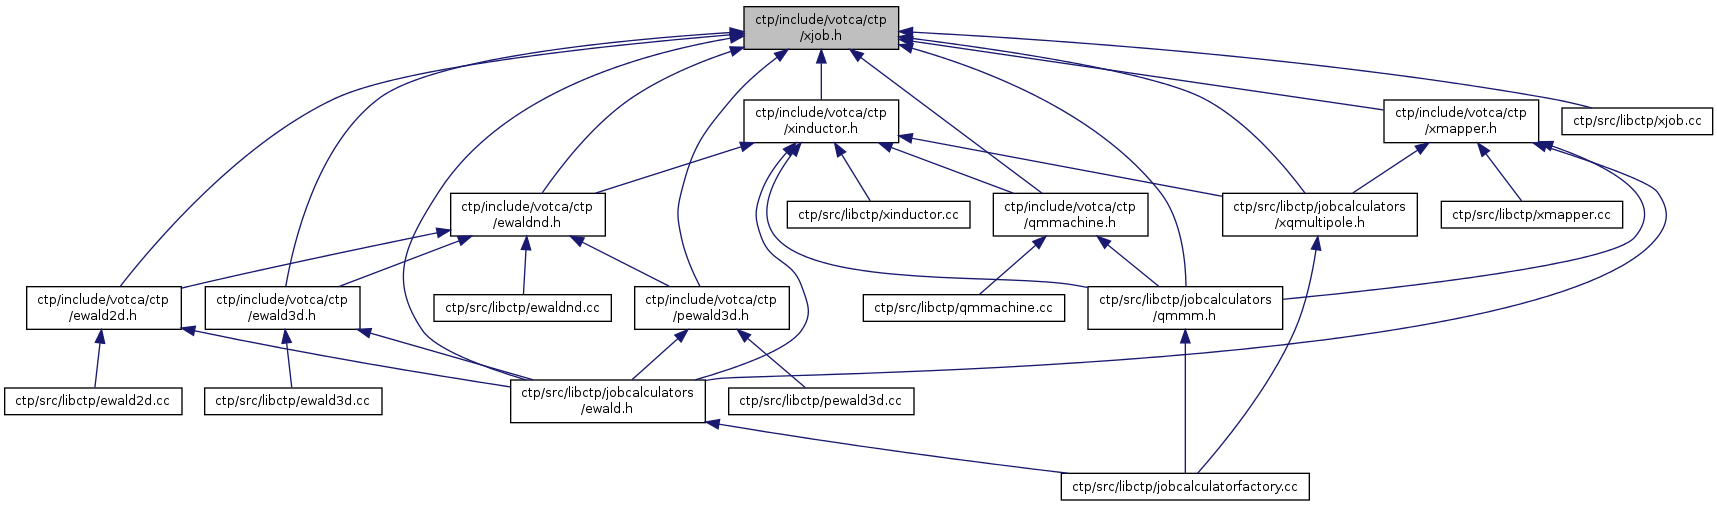 ctp/include/votca/ctp
/xjob.h
ctp/include/votca/ctp
/xinductor.h
ctp/include/votca/ctp
/xmapper.h
ctp/src/libctp/xjob.cc
ctp/include/votca/ctp
/ewaldnd.h
ctp/src/libctp/xinductor.cc
ctp/include/votca/ctp
/qmmachine.h
ctp/src/libctp/jobcalculators
/xqmultipole.h
ctp/src/libctp/xmapper.cc
ctp/include/votca/ctp
/ewald2d.h
ctp/include/votca/ctp
/ewald3d.h
ctp/src/libctp/ewaldnd.cc
ctp/include/votca/ctp
/pewald3d.h
ctp/src/libctp/qmmachine.cc
ctp/src/libctp/jobcalculators
/qmmm.h
ctp/src/libctp/ewald2d.cc
ctp/src/libctp/ewald3d.cc
ctp/src/libctp/jobcalculators
/ewald.h
ctp/src/libctp/pewald3d.cc
ctp/src/libctp/jobcalculatorfactory.cc